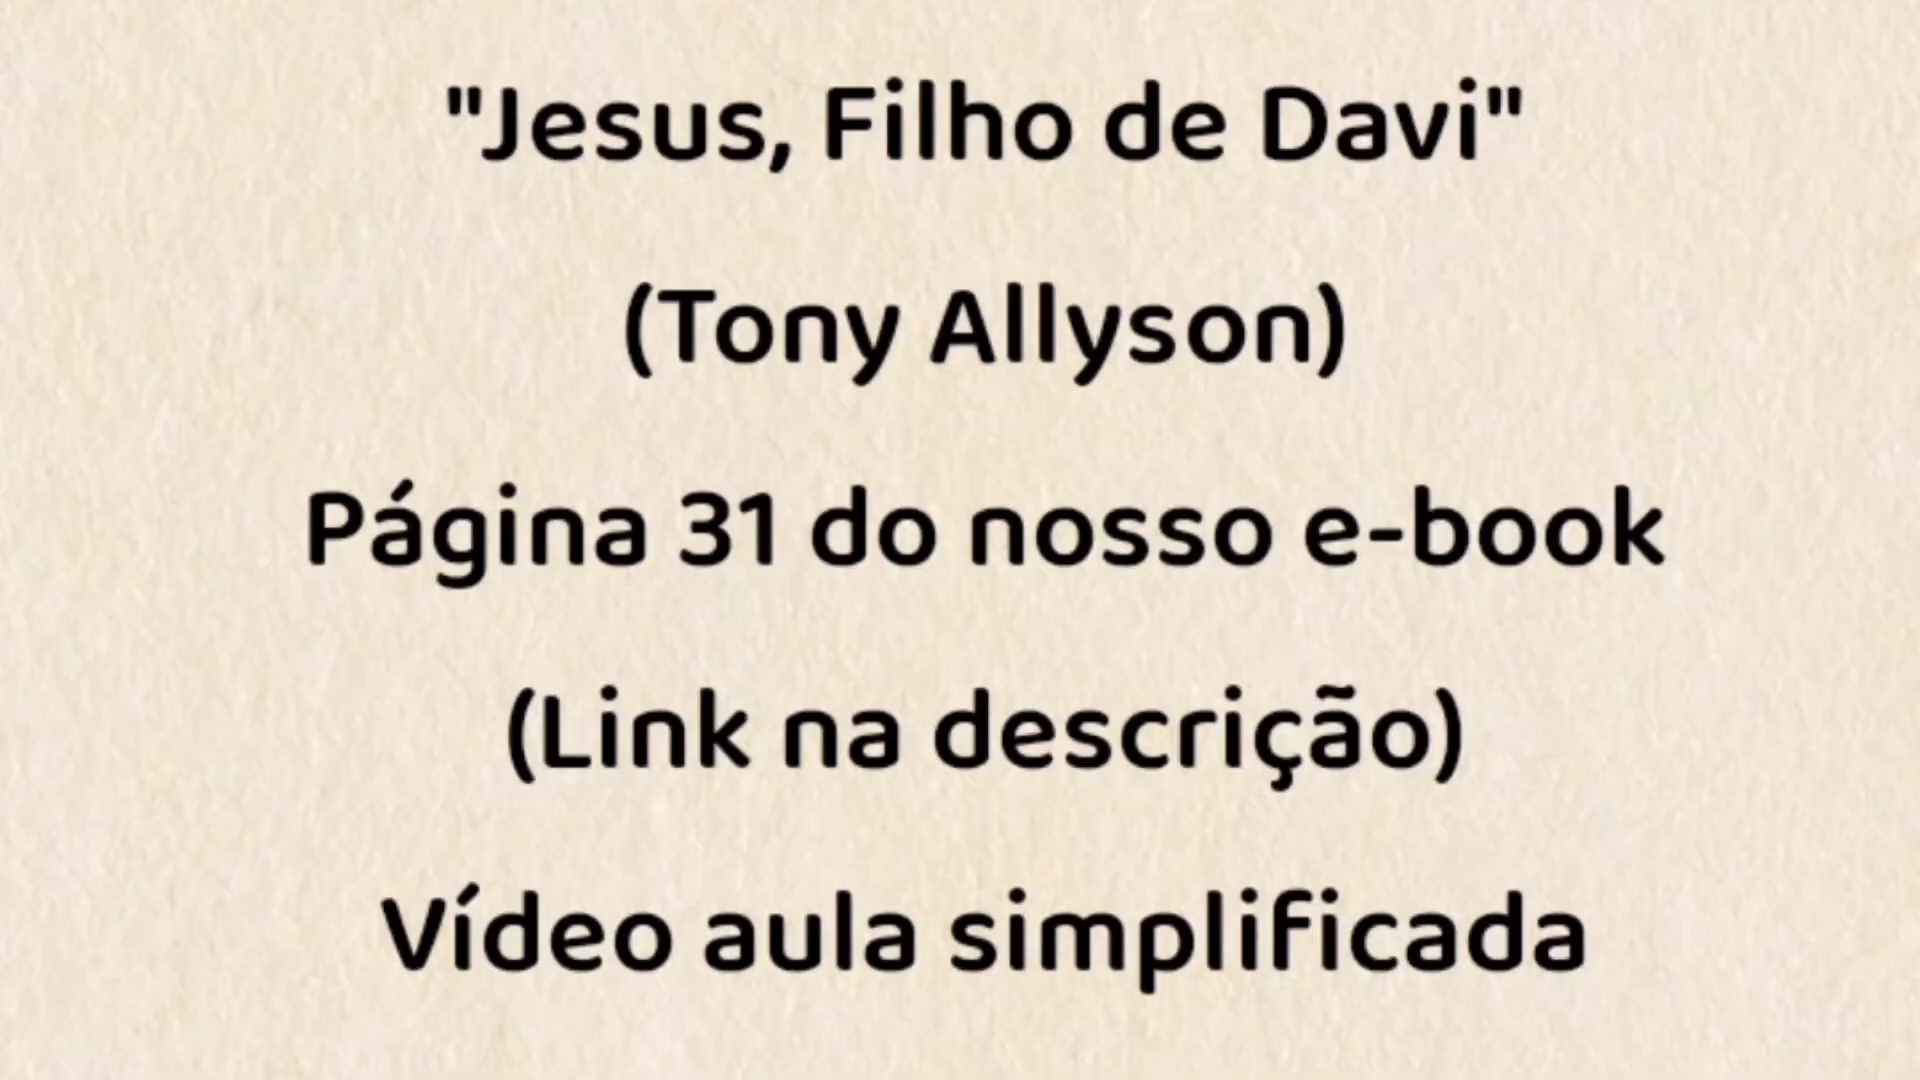 "Jesus, Filho de Davi"
(Tony Allyson)
Página 31 do nosso e-book
(Link na descrição)
Vídeo aula simplificada